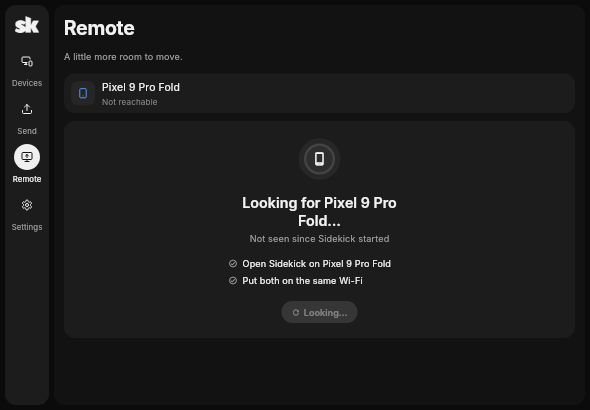 sk
Remote
A little more room to move.
Devices
Send
Remote
Settings
Pixel 9 Pro Fold
Not reachable
Looking for Pixel 9 Pro
Fold...
Not seen since Sidekick started
Open Sidekick on Pixel 9 Pro Fold
Put both on the same Wi-Fi
Looking...